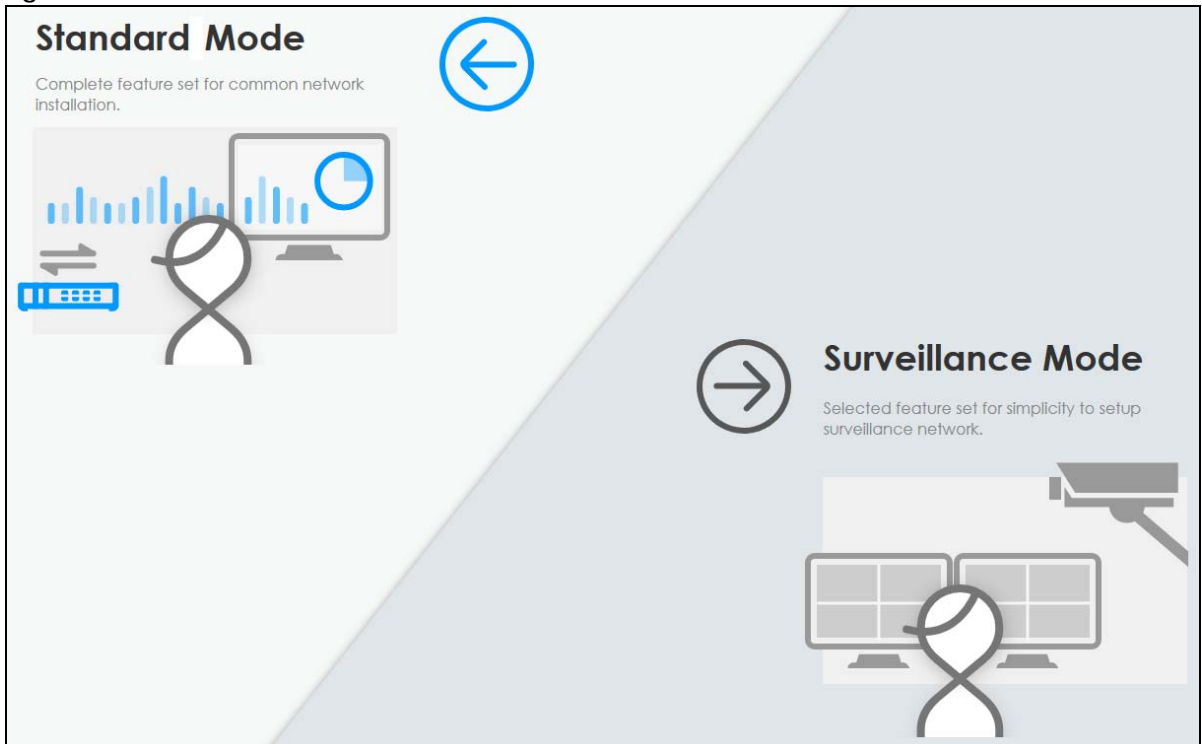 Standard Mode
Complete feature set for common network
installation.
Surveillance Mode
Selected feature set for simplicity to setup
surveillance network.